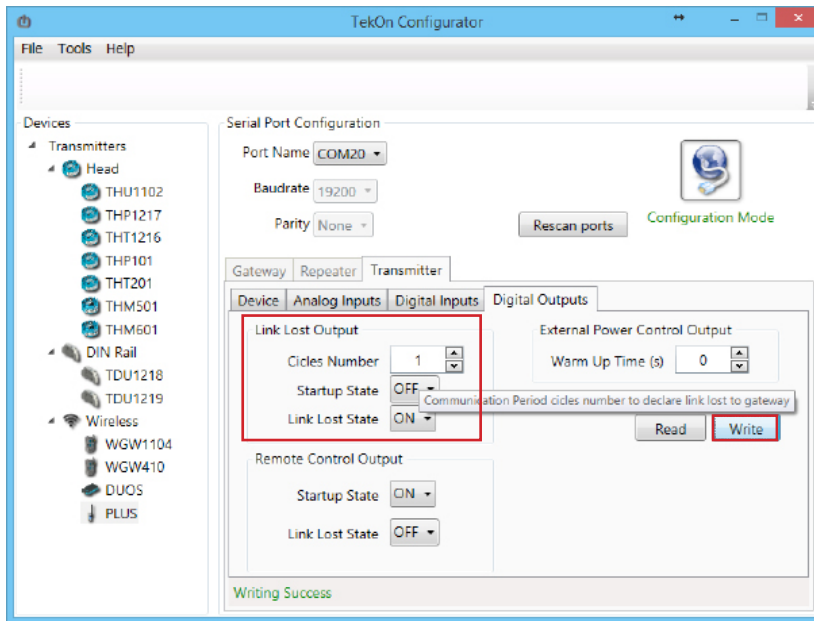 TekOn Configurator
File Tools Help
Devices
Transmitters
Head
THU1102
THP1217
THT1216
THP101
THT201
THM501
THM601
DIN Rail
TDU1218
TDU1219
Wireless
WGW1104
WGW410
DUOS
PLUS
Serial Port Configuration
Port Name COM20
Baudrate 19200
Parity None
Rescan ports
Configuration Mode
Gateway Repeater Transmitter
Device Analog Inputs Digital Inputs Digital Outputs
Link Lost Output
Cicles Number 1
Startup State OFF
Link Lost State ON
External Power Control Output
Warm Up Time (s) 0
Communication Period cicles number to declare link lost to gateway
Read Write
Remote Control Output
Startup State ON
Link Lost State OFF
Writing Success